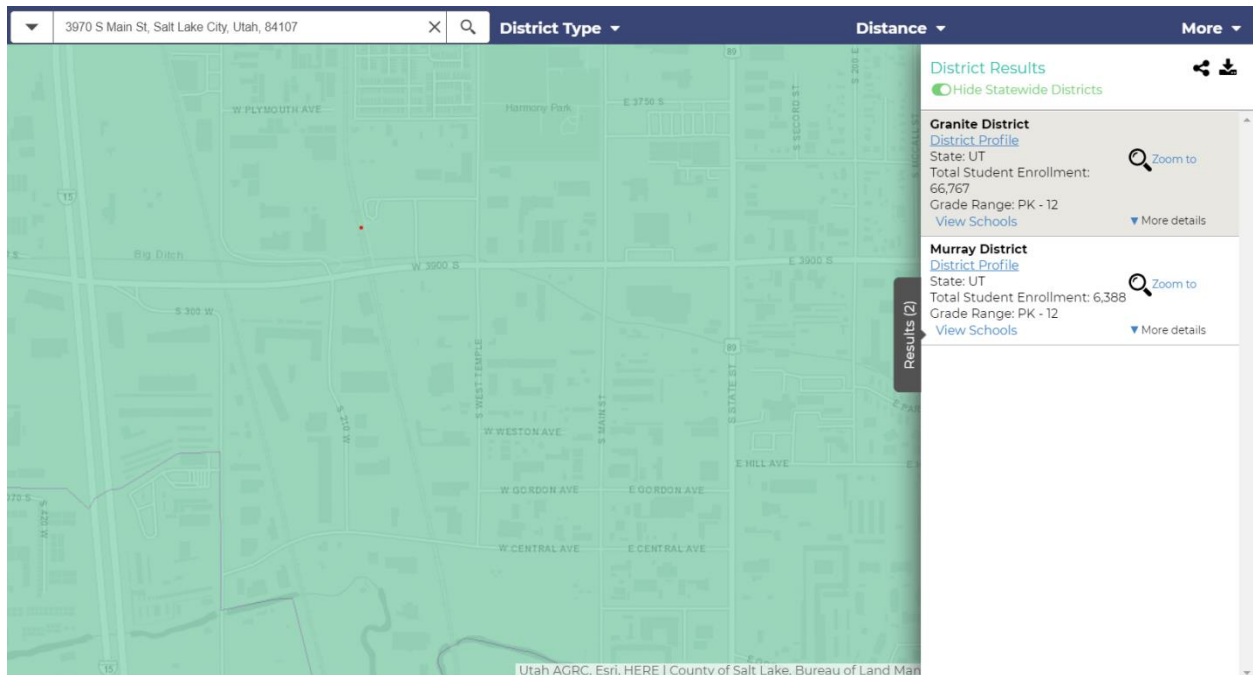 3970 S Main St, Salt Lake City, Utah, 84107
District Type
Distance
More
District Results
Hide Statewide Districts
Granite District
District Profile
State: UT
Total Student Enrollment:
66,767
Grade Range: PK - 12
View Schools
Zoom to
More details
Murray District
District Profile
State: UT
Total Student Enrollment: 6,388
Grade Range: PK - 12
View Schools
Zoom to
More details
Results (2)
89
S 200 E
W PLYMOUTH AVE
Harmony Park
E 3750 S
S SECOND ST
15
Big Ditch
W 3900 S
E 3900 S
S 300 W
89
S WEST TEMPLE
S MAIN ST
S STATE ST
S 210 W
W WESTON AVE
E HILL AVE
W GORDON AVE
E GORDON AVE
S 420 W
W CENTRAL AVE
E CENTRAL AVE
15
Utah AGRC, Esri, HERE | County of Salt Lake, Bureau of Land Man